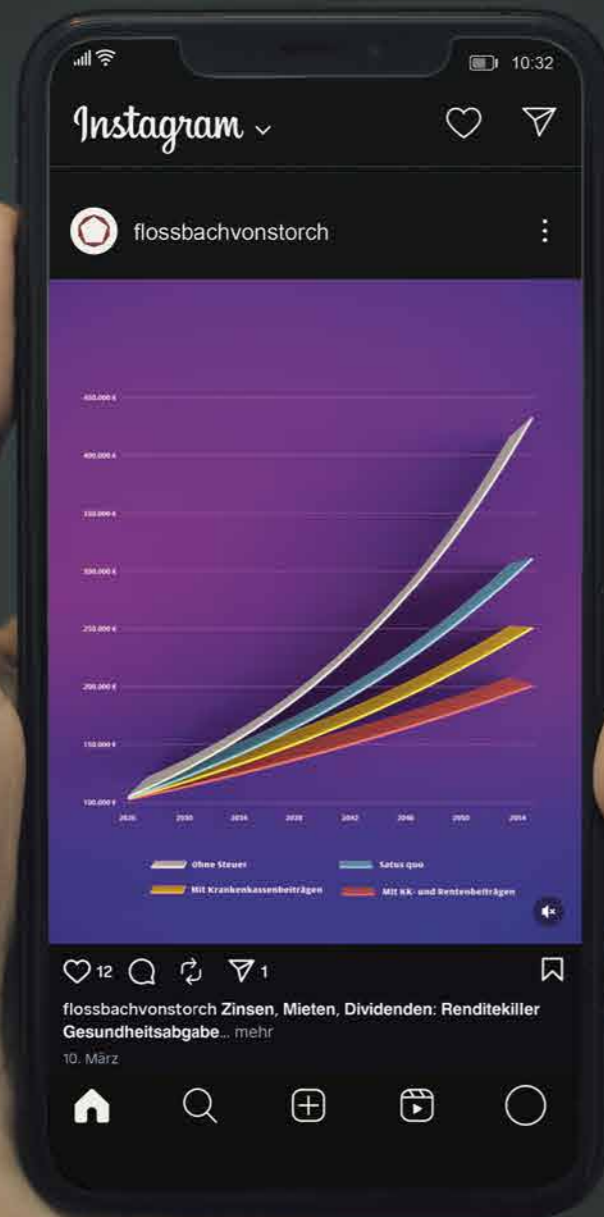 10:32
Instagram
flossbachvonstorch
450.000 €
400.000 €
350.000 €
300.000 €
250.000 €
200.000 €
150.000 €
100.000 €
2026 2030 2034 2038 2042 2046 2050 2054
Ohne Steuer Satus quo
Mit Krankenkassenbeiträgen Mit KK- und Rentenbeiträgen
12 1
flossbachvonstorch Zinsen, Mieten, Dividenden: Renditekiller
Gesundheitsabgabe... mehr
10. März